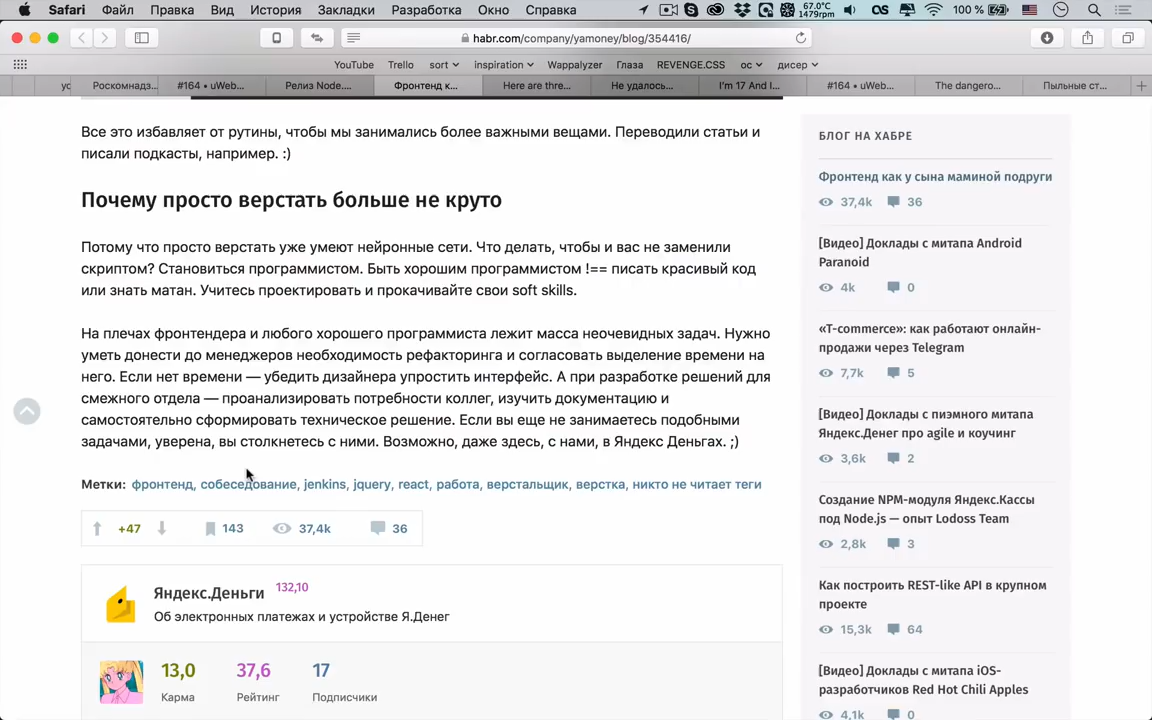 Safari Файл Правка Вид История Закладки Разработка Окно Справка
67.0°C
1479rpm
100 %
habr.com/company/yamoney/blog/354416/
YouTube Trello sort inspiration Wappalyzer Глаза REVENGE.CSS ос дисер
ус Роскомнадз... #164 • uWeb... Релиз Node.... Фронтенд к... Here are thre... Не удалось... I'm 17 And I... #164 • uWeb... The dangero... Пыльные ст...
Все это избавляет от рутины, чтобы мы занимались более важными вещами. Переводили статьи и
писали подкасты, например. :)
Почему просто верстать больше не круто
Потому что просто верстать уже умеют нейронные сети. Что делать, чтобы и вас не заменили
скриптом? Становиться программистом. Быть хорошим программистом !== писать красивый код
или знать матан. Учитесь проектировать и прокачивайте свои soft skills.
На плечах фронтендера и любого хорошего программиста лежит масса неочевидных задач. Нужно
уметь донести до менеджеров необходимость рефакторинга и согласовать выделение времени на
него. Если нет времени — убедить дизайнера упростить интерфейс. А при разработке решений для
смежного отдела — проанализировать потребности коллег, изучить документацию и
самостоятельно сформировать техническое решение. Если вы еще не занимаетесь подобными
задачами, уверена, вы столкнетесь с ними. Возможно, даже здесь, с нами, в Яндекс Деньгах. ;)
Метки: фронтенд, собеседование, jenkins, jquery, react, работа, верстальщик, верстка, никто не читает теги
+47 143 37,4k 36
Яндекс.Деньги 132,10
Об электронных платежах и устройстве Я.Денег
13,0 37,6 17
Карма Рейтинг Подписчики
БЛОГ НА ХАБРЕ
Фронтенд как у сына маминой подруги
37,4k 36
[Видео] Доклады с митапа Android
Paranoid
4k 0
«T-commerce»: как работают онлайн-
продажи через Telegram
7,7k 5
[Видео] Доклады с пиэмного митапа
Яндекс.Денег про agile и коучинг
3,6k 2
Создание NPM-модуля Яндекс.Кассы
под Node.js — опыт Lodoss Team
2,8k 3
Как построить REST-like API в крупном
проекте
15,3k 64
[Видео] Доклады с митапа iOS-
разработчиков Red Hot Chili Apples
4,1k 0